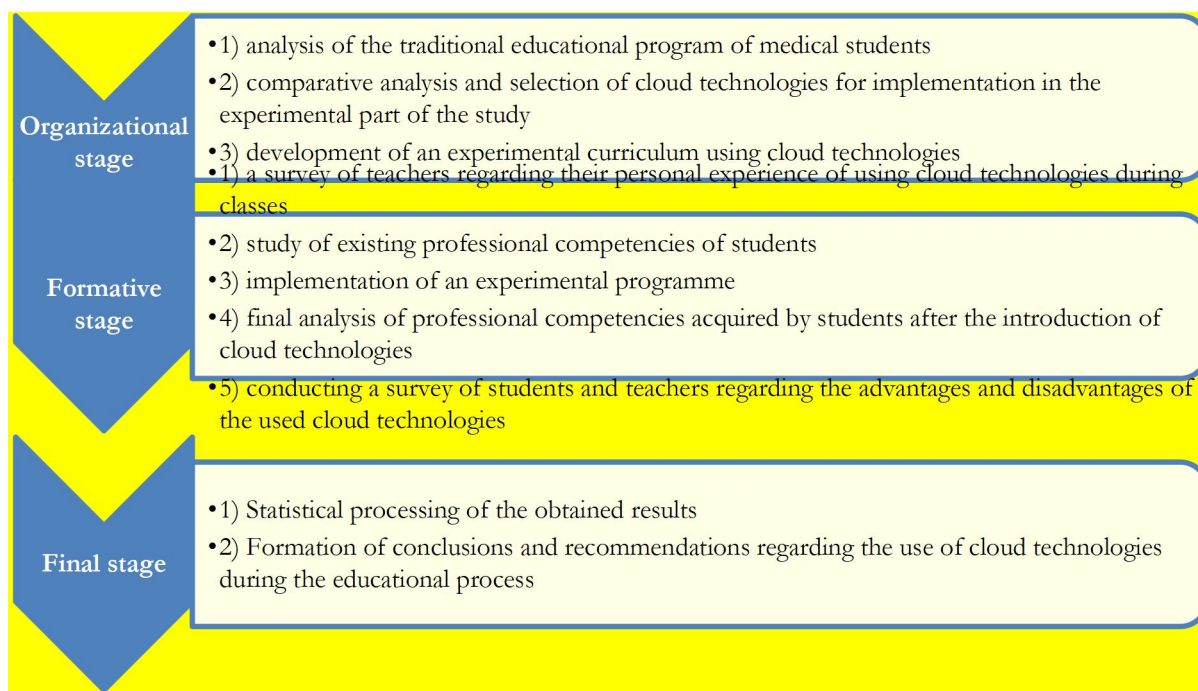 Organizational
stage
•1) analysis of the traditional educational program of medical students
•2) comparative analysis and selection of cloud technologies for implementation in the
experimental part of the study
•3) development of an experimental curriculum using cloud technologies
Formative
stage
•1) a survey of teachers regarding their personal experience of using cloud technologies during
classes
•2) study of existing professional competencies of students
•3) implementation of an experimental programme
•4) final analysis of professional competencies acquired by students after the introduction of
cloud technologies
•5) conducting a survey of students and teachers regarding the advantages and disadvantages of
the used cloud technologies
Final stage
•1) Statistical processing of the obtained results
•2) Formation of conclusions and recommendations regarding the use of cloud technologies
during the educational process